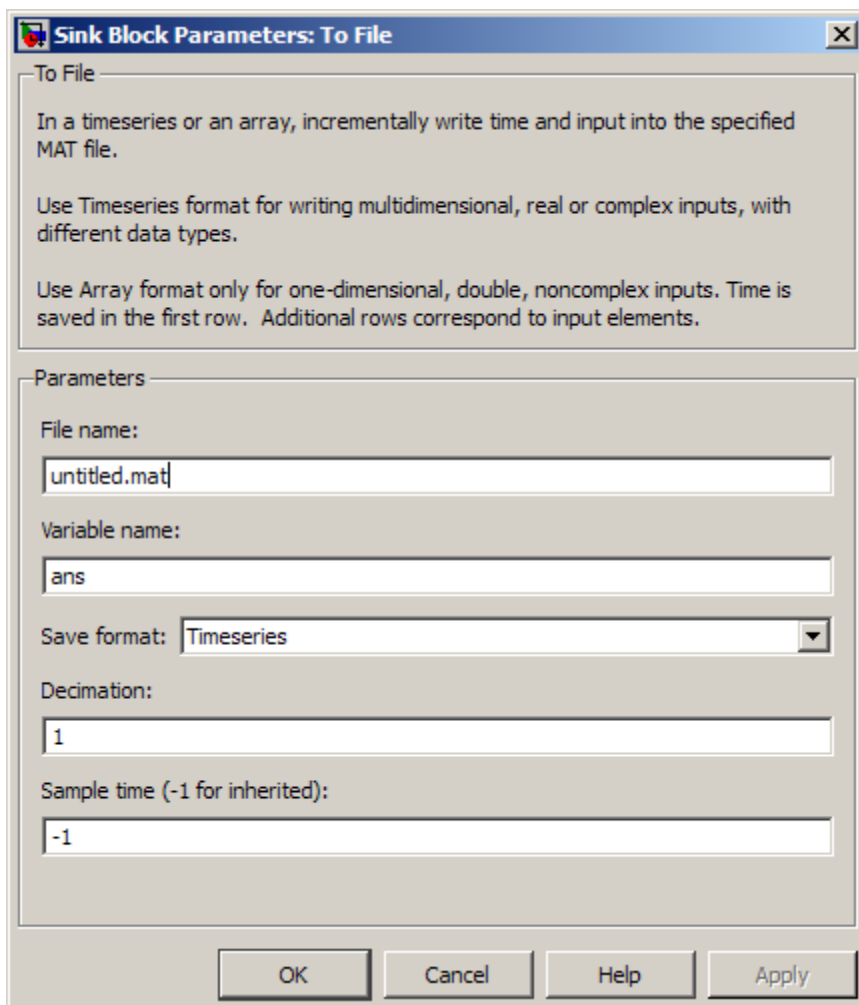 Sink Block Parameters: To File
To File
In a timeseries or an array, incrementally write time and input into the specified
MAT file.
Use Timeseries format for writing multidimensional, real or complex inputs, with
different data types.
Use Array format only for one-dimensional, double, noncomplex inputs. Time is
saved in the first row.  Additional rows correspond to input elements.
Parameters
File name:
untitled.mat
Variable name:
ans
Save format: Timeseries
Decimation:
1
Sample time (-1 for inherited):
-1
OK Cancel Help Apply